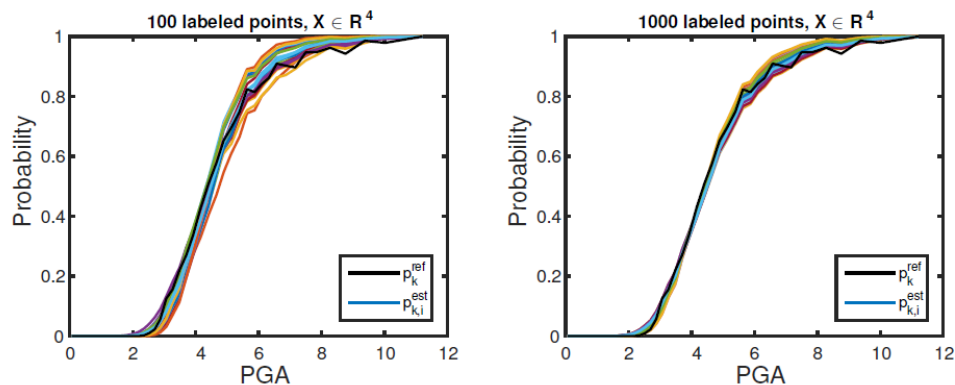 100 labeled points, X ∈ R⁴
Probability
1
0.8
0.6
0.4
0.2
0
0 2 4 6 8 10 12
PGA
p_k^ref
p_k,i^est
1000 labeled points, X ∈ R⁴
Probability
1
0.8
0.6
0.4
0.2
0
0 2 4 6 8 10 12
PGA
p_k^ref
p_k,i^est